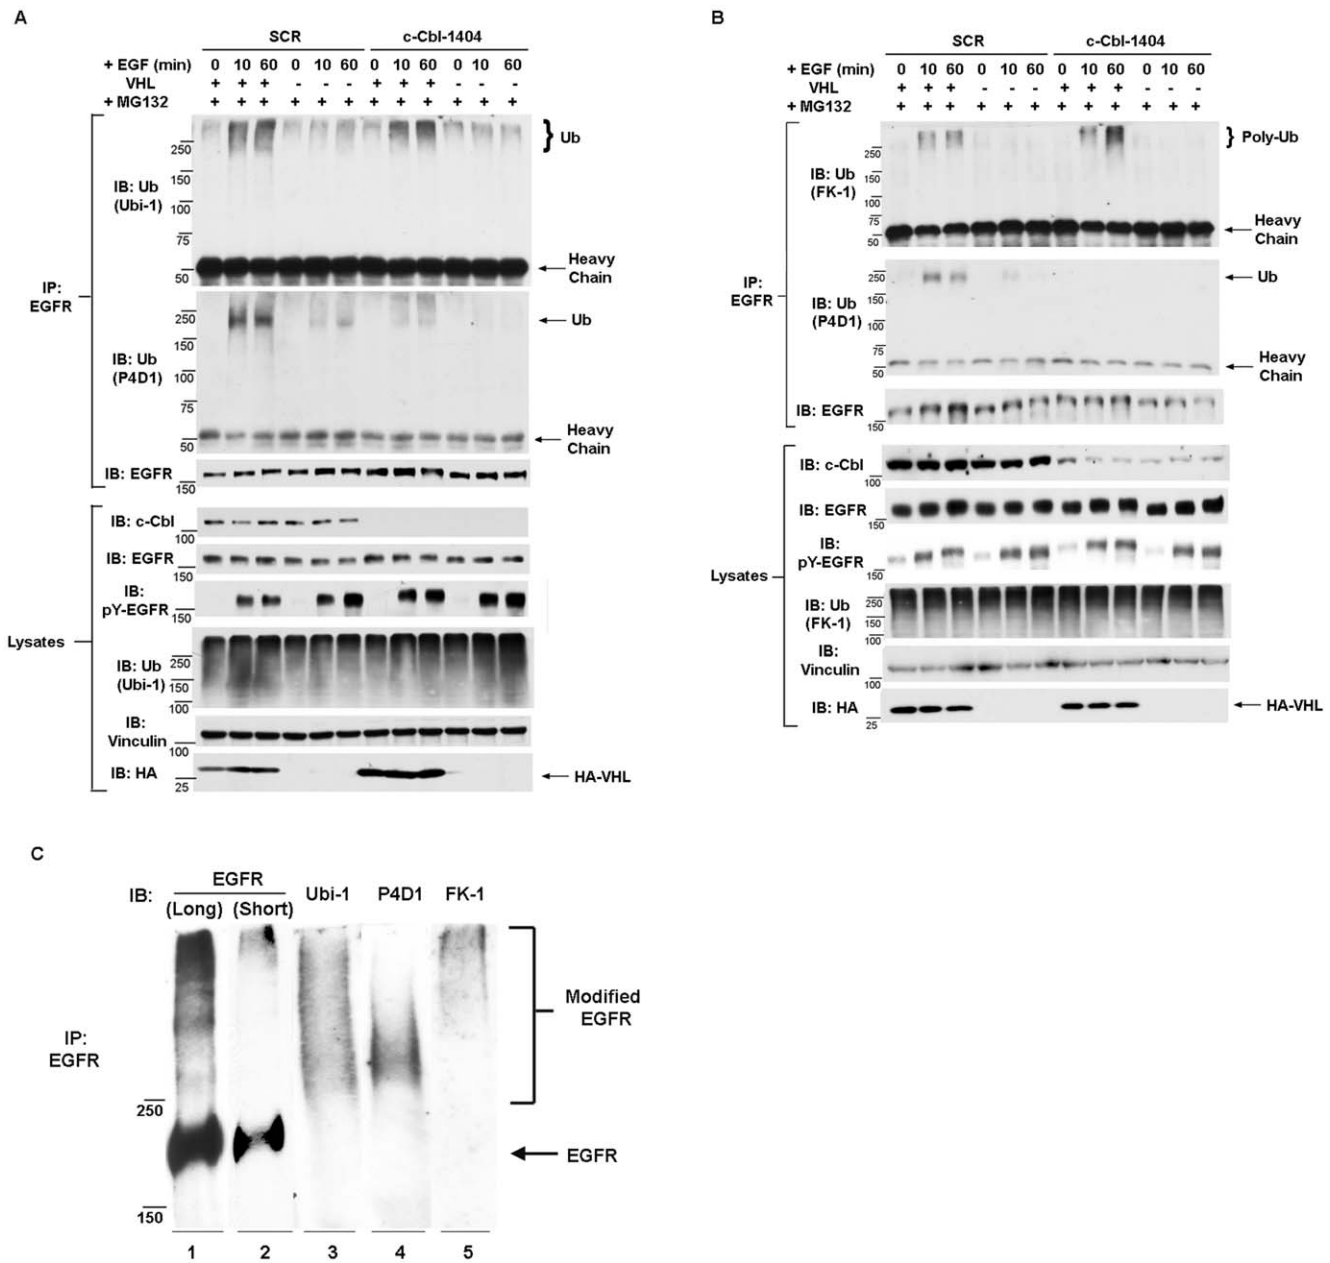 A
SCR c-Cbl-1404
+ EGF (min) 0 10 60 0 10 60 0 10 60 0 10 60
VHL + + + - - - + + + - - -
+ MG132 + + + + + + + + + + + +
Ub
250
150
IB: Ub
(Ubi-1)
100
75
Heavy
Chain
50
IP:
EGFR
250
Ub
150
IB: Ub
(P4D1)
100
75
Heavy
Chain
50
IB: EGFR
150
IB: c-Cbl
100
IB: EGFR
150
IB:
pY-EGFR
150
Lysates
IB: Ub
(Ubi-1)
250
150
100
IB:
Vinculin
100
IB: HA
25
HA-VHL
B
SCR c-Cbl-1404
+ EGF (min) 0 10 60 0 10 60 0 10 60 0 10 60
VHL + + + - - - + + + - - -
+ MG132 + + + + + + + + + + + +
Poly-Ub
250
150
IB: Ub
(FK-1)
100
75
50
Heavy
Chain
IP:
EGFR
250
Ub
150
IB: Ub
(P4D1)
100
75
50
Heavy
Chain
IB: EGFR
150
IB: c-Cbl
100
IB: EGFR
150
IB:
pY-EGFR
150
Lysates
IB: Ub
(FK-1)
250
150
100
IB:
Vinculin
100
IB: HA
25
HA-VHL
C
IB: EGFR Ubi-1 P4D1 FK-1
(Long) (Short)
Modified
EGFR
IP:
EGFR
250
EGFR
150
1 2 3 4 5